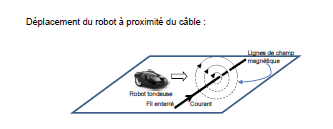 Déplacement du robot à proximité du câble :
Lignes de champ
magnétique
Robot tondeuse
Fil enterré
Courant